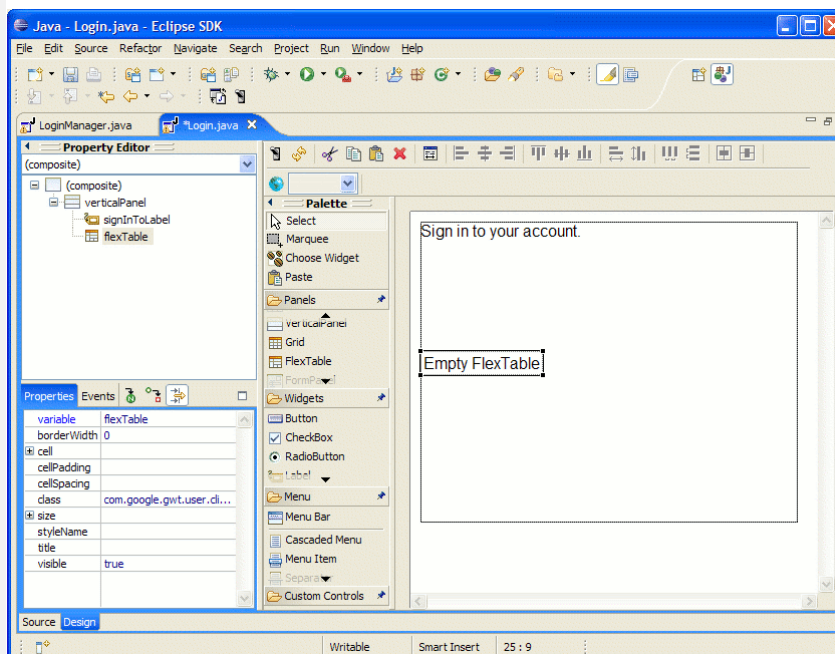 Java - Login.java - Eclipse SDK
File Edit Source Refactor Navigate Search Project Run Window Help
LoginManager.java
*Login.java
Property Editor
(composite)
(composite)
verticalPanel
signInToLabel
flexTable
Properties Events
variable flexTable
borderWidth 0
cell
cellPadding
cellSpacing
class com.google.gwt.user.cli...
size
styleName
title
visible true
Palette
Select
Marquee
Choose Widget
Paste
Panels
VerticalPanel
Grid
FlexTable
FormPanel
Widgets
Button
CheckBox
RadioButton
Label
Menu
Menu Bar
Cascaded Menu
Menu Item
Separa
Custom Controls
Sign in to your account.
Empty FlexTable
Source Design
Writable Smart Insert 25 : 9